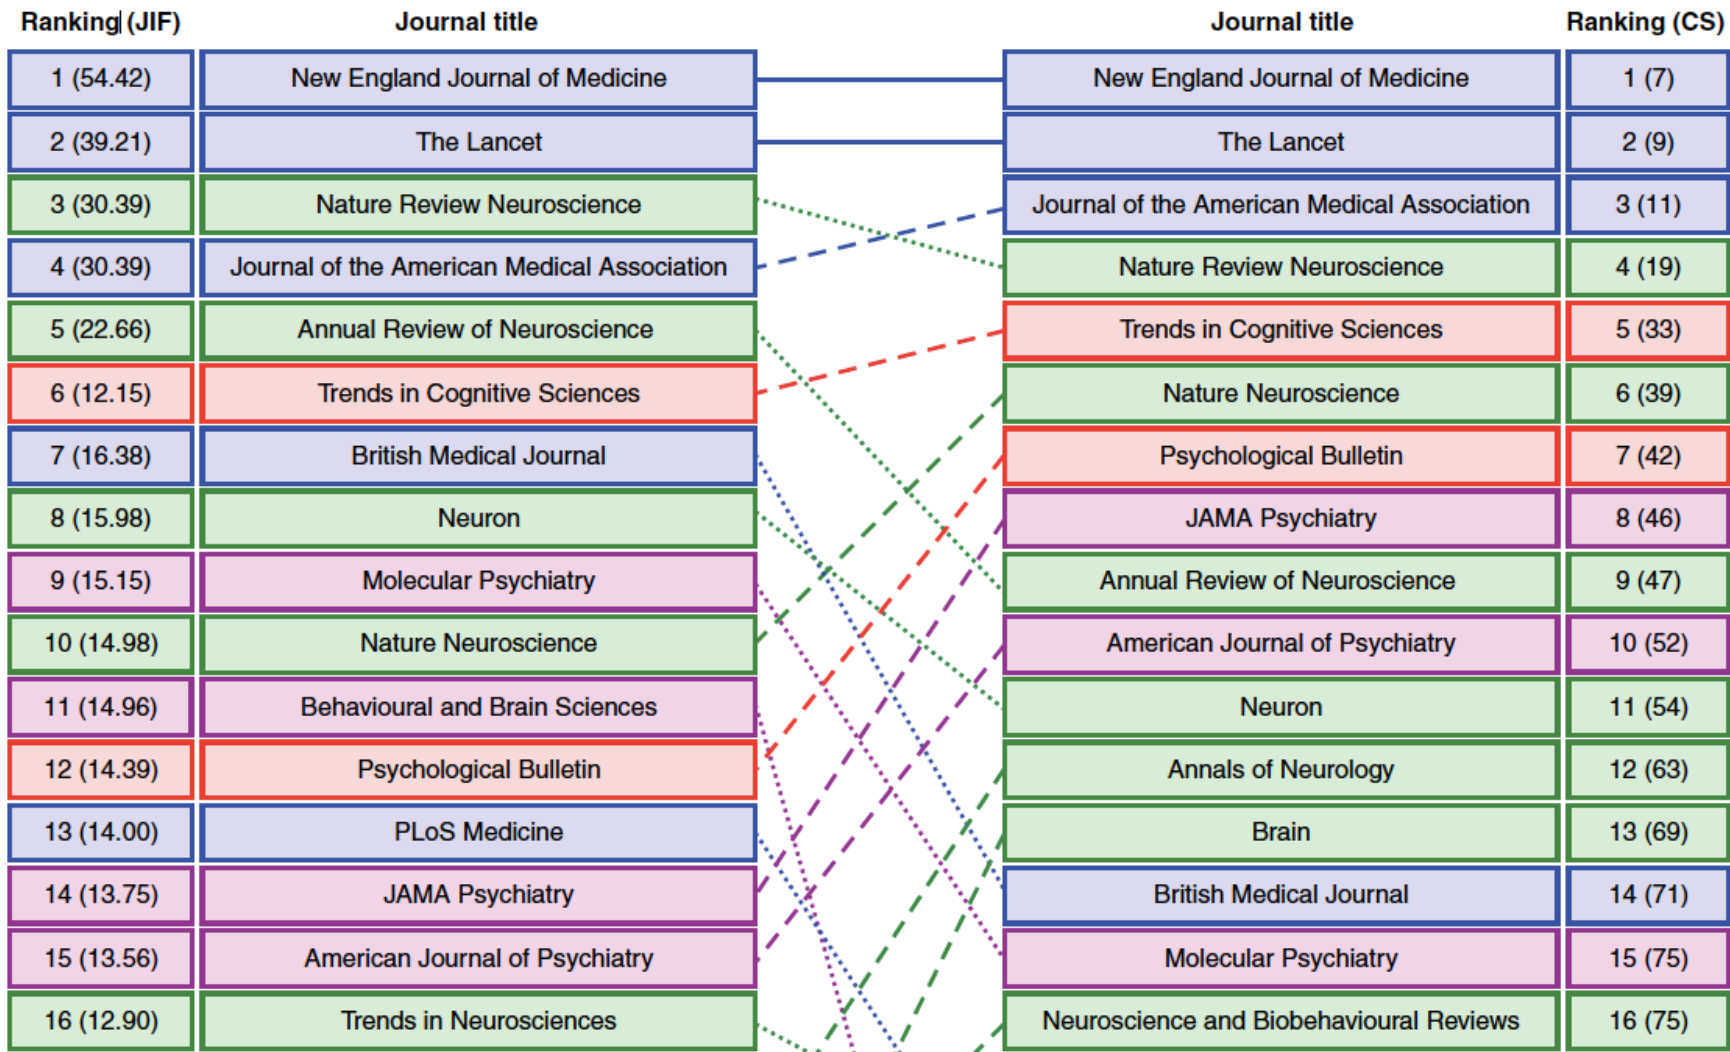 Ranking (JIF) Journal title Journal title Ranking (CS)
1 (54.42) New England Journal of Medicine New England Journal of Medicine 1 (7)
2 (39.21) The Lancet The Lancet 2 (9)
3 (30.39) Nature Review Neuroscience Journal of the American Medical Association 3 (11)
4 (30.39) Journal of the American Medical Association Nature Review Neuroscience 4 (19)
5 (22.66) Annual Review of Neuroscience Trends in Cognitive Sciences 5 (33)
6 (12.15) Trends in Cognitive Sciences Nature Neuroscience 6 (39)
7 (16.38) British Medical Journal Psychological Bulletin 7 (42)
8 (15.98) Neuron JAMA Psychiatry 8 (46)
9 (15.15) Molecular Psychiatry Annual Review of Neuroscience 9 (47)
10 (14.98) Nature Neuroscience American Journal of Psychiatry 10 (52)
11 (14.96) Behavioural and Brain Sciences Neuron 11 (54)
12 (14.39) Psychological Bulletin Annals of Neurology 12 (63)
13 (14.00) PLoS Medicine Brain 13 (69)
14 (13.75) JAMA Psychiatry British Medical Journal 14 (71)
15 (13.56) American Journal of Psychiatry Molecular Psychiatry 15 (75)
16 (12.90) Trends in Neurosciences Neuroscience and Biobehavioural Reviews 16 (75)